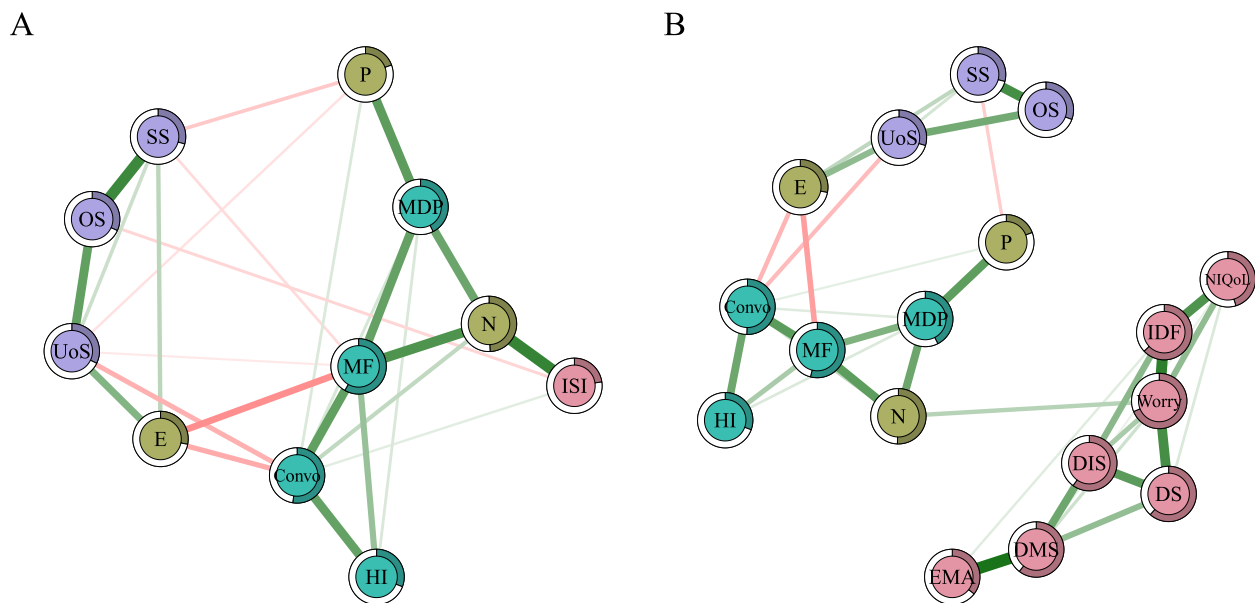 A
P
SS
OS
MDP
N
UoS
MF
ISI
E
Convo
HI
B
SS
OS
UoS
E
P
NIQoL
Convo
MDP
IDF
MF
Worry
HI
N
DIS
DS
DMS
EMA